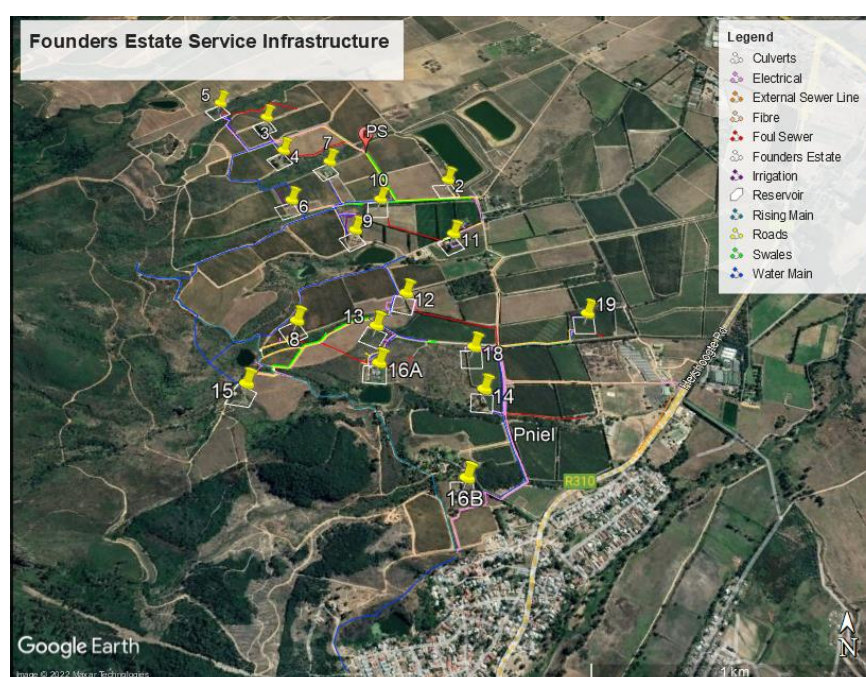 Founders Estate Service Infrastructure
Legend
Culverts
Electrical
External Sewer Line
Fibre
Foul Sewer
Founders Estate
Irrigation
Reservoir
Rising Main
Roads
Swales
Water Main
5
3
PS
4
7
2
10
6
9
11
12
19
13
8
18
16A
15
14
Helshoogte Rd
Pniel
R310
16B
Google Earth
N
Image © 2022 Maxar Technologies
1 km